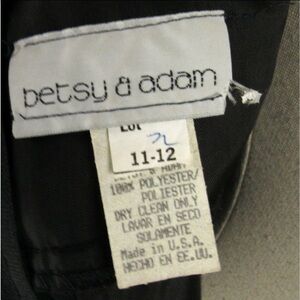 betsy & adam
Lot
11-12
100% POLYESTER/
POLIESTER
DRY CLEAN ONLY
LAVAR EN SECO
SOLAMENTE
Made in U.S.A.
HECHO EN EE.UU.